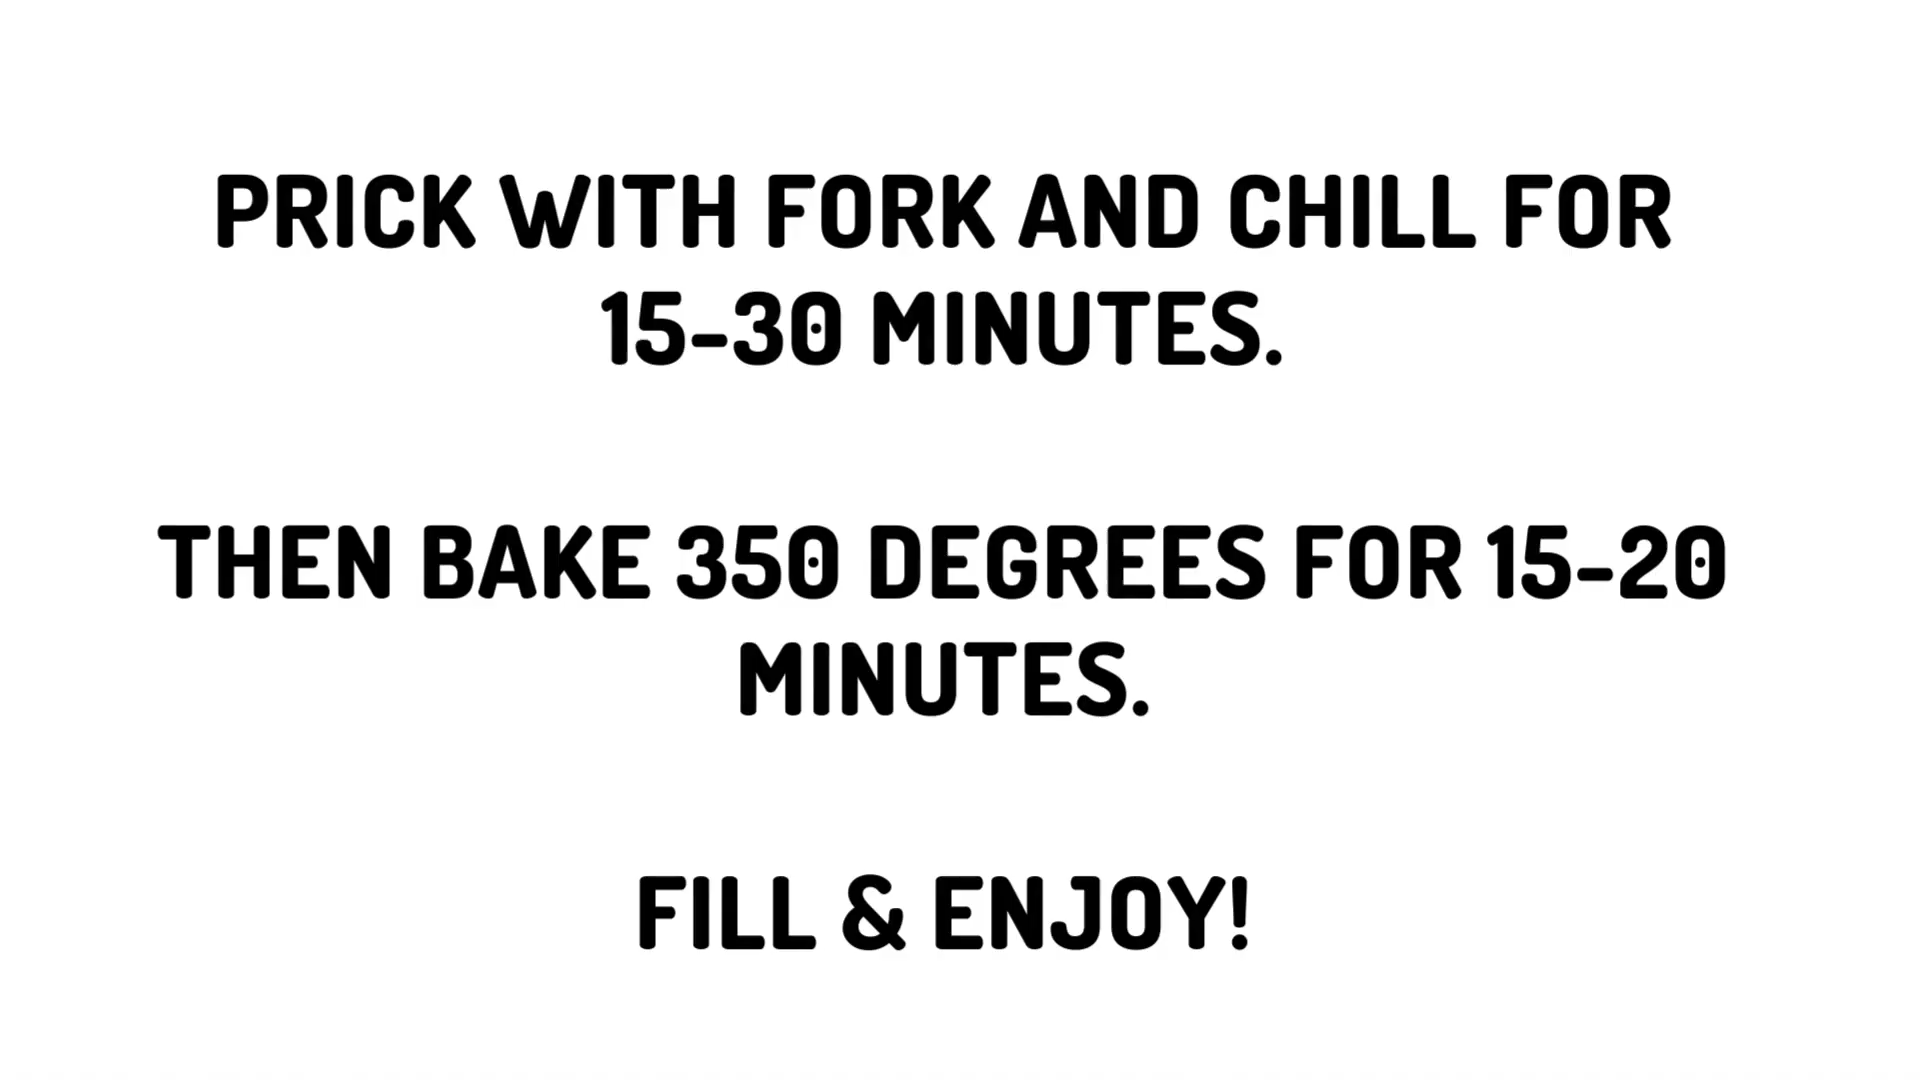 PRICK WITH FORK AND CHILL FOR
15-30 MINUTES.
THEN BAKE 350 DEGREES FOR 15-20
MINUTES.
FILL & ENJOY!